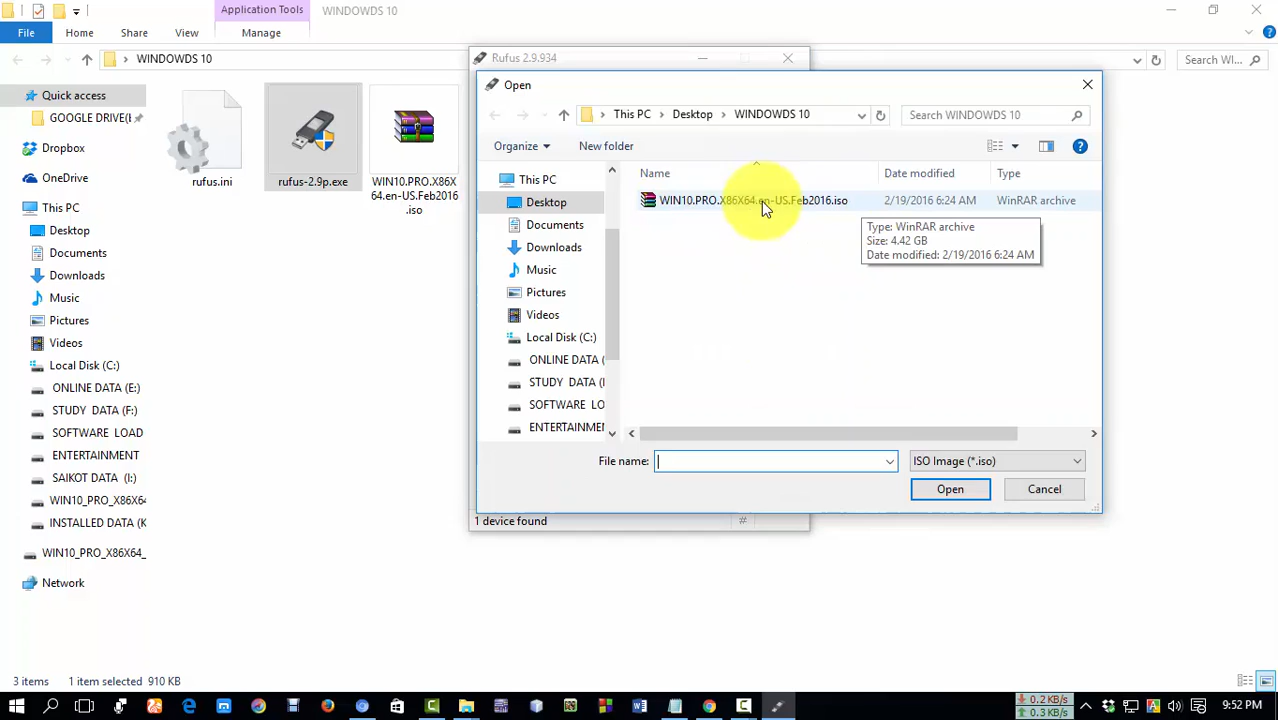 Application Tools
WINDOWDS 10
File
Home
Share
View
Manage
WINDOWDS 10
Search WI...
Quick access
GOOGLE DRIVE(E
Dropbox
OneDrive
This PC
Desktop
Documents
Downloads
Music
Pictures
Videos
Local Disk (C:)
ONLINE DATA (E:)
STUDY DATA (F:)
SOFTWARE LOAD
ENTERTAINMENT
SAIKOT DATA (I:)
WIN10_PRO_X86X64
INSTALLED DATA (K
WIN10_PRO_X86X64_
Network
rufus.ini
rufus-2.9p.exe
WIN10.PRO.X86X
64.en-US.Feb2016
.iso
Rufus 2.9.934
Open
This PC
Desktop
WINDOWDS 10
Search WINDOWDS 10
Organize
New folder
This PC
Desktop
Documents
Downloads
Music
Pictures
Videos
Local Disk (C:)
ONLINE DATA (
STUDY DATA (
SOFTWARE LO
ENTERTAINME
Name
Date modified
Type
WIN10.PRO.X86X64.en-US.Feb2016.iso
2/19/2016 6:24 AM
WinRAR archive
Type: WinRAR archive
Size: 4.42 GB
Date modified: 2/19/2016 6:24 AM
File name:
ISO Image (*.iso)
Open
Cancel
1 device found
#
3 items
1 item selected 910 KB
0.2 KB/s
0.3 KB/s
9:52 PM